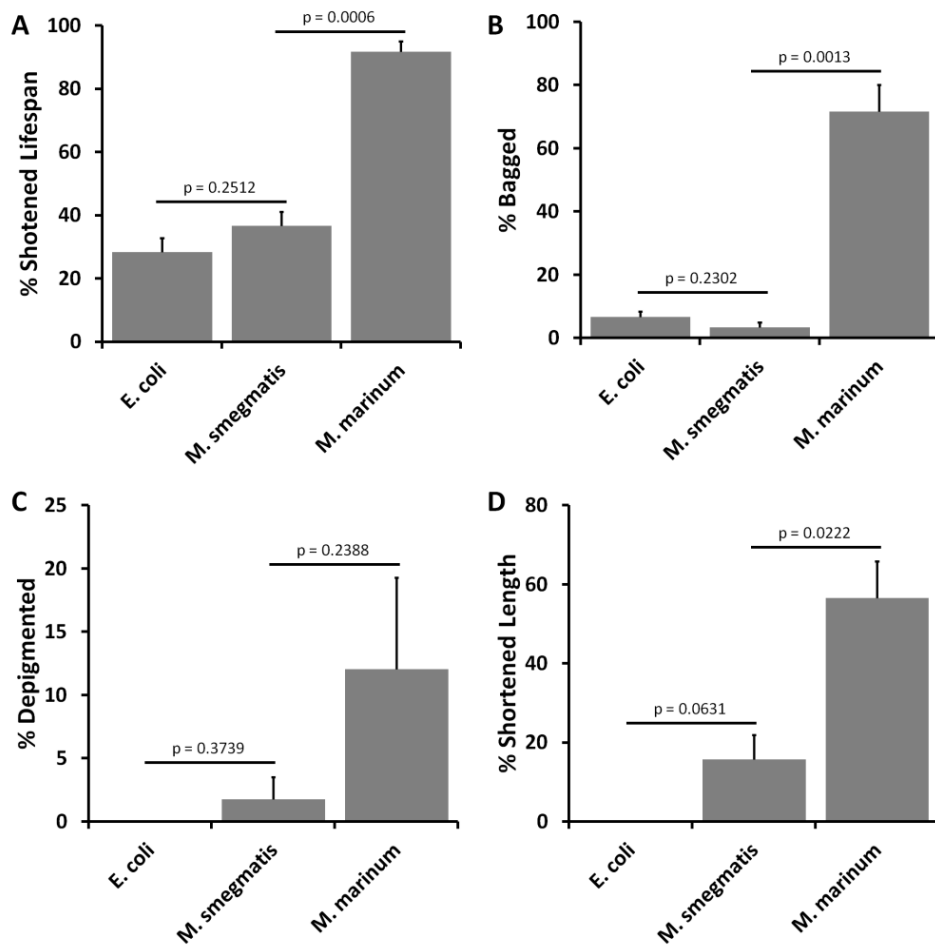 A
% Shotened Lifespan
100
80
60
40
20
0
p = 0.0006
p = 0.2512
E. coli
M. smegmatis
M. marinum
B
% Bagged
100
80
60
40
20
0
p = 0.0013
p = 0.2302
E. coli
M. smegmatis
M. marinum
C
% Depigmented
25
20
15
10
5
0
p = 0.2388
p = 0.3739
E. coli
M. smegmatis
M. marinum
D
% Shortened Length
80
60
40
20
0
p = 0.0222
p = 0.0631
E. coli
M. smegmatis
M. marinum